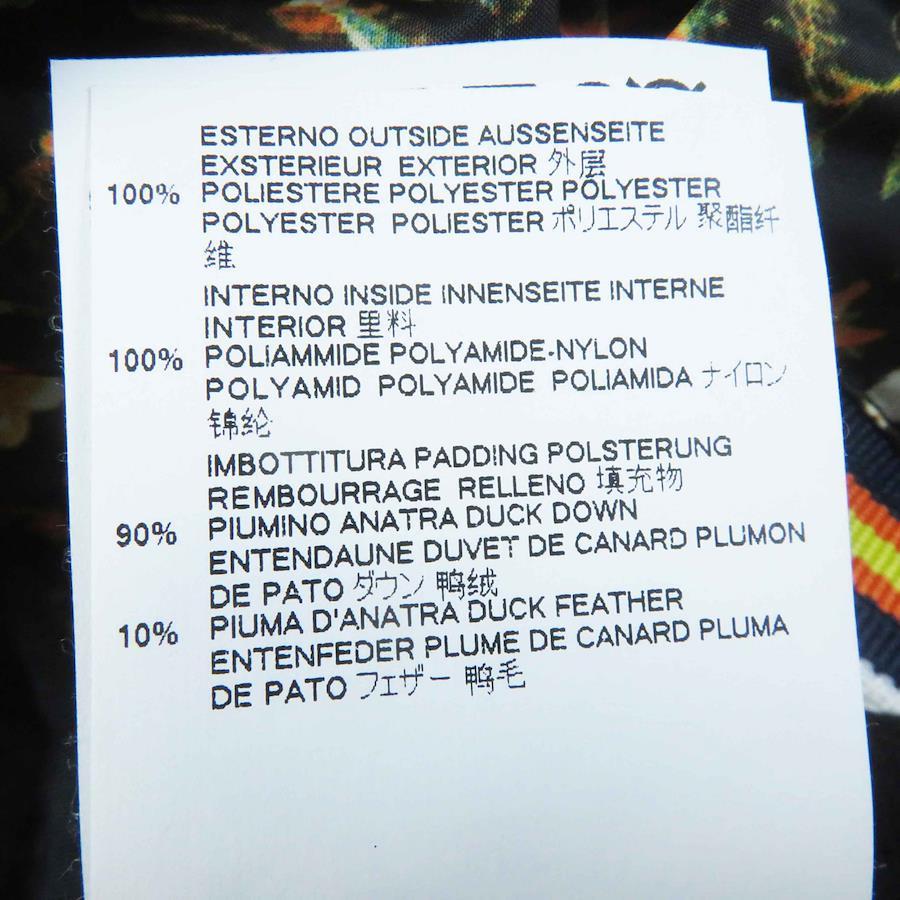 ESTERNO OUTSIDE AUSSENSEITE
EXSTERIEUR EXTERIOR 外层
100% POLIESTERE POLYESTER POLYESTER
POLYESTER POLIESTER ポリエステル 聚酯纤
维
INTERNO INSIDE INNENSEITE INTERNE
INTERIOR 里料
100% POLIAMMIDE POLYAMIDE-NYLON
POLYAMID POLYAMIDE POLIAMIDA ナイロン
锦纶
IMBOTTITURA PADDING POLSTERUNG
REMBOURRAGE RELLENO 填充物
90% PIUMINO ANATRA DUCK DOWN
ENTENDAUNE DUVET DE CANARD PLUMON
DE PATO ダウン 鸭绒
10% PIUMA D'ANATRA DUCK FEATHER
ENTENFEDER PLUME DE CANARD PLUMA
DE PATO フェザー 鸭毛